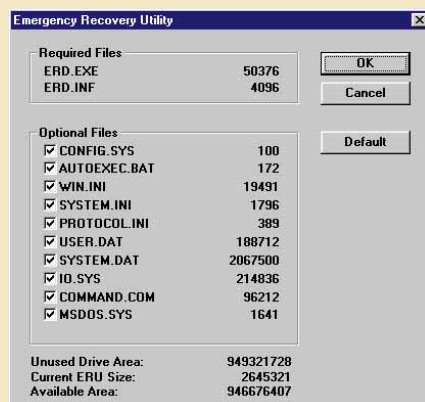 Emergency Recovery Utility
Required Files
ERD.EXE 50376
ERD.INF 4096
OK
Cancel
Default
Optional Files
CONFIG.SYS 100
AUTOEXEC.BAT 172
WIN.INI 19491
SYSTEM.INI 1796
PROTOCOL.INI 389
USER.DAT 188712
SYSTEM.DAT 2067500
IO.SYS 214836
COMMAND.COM 96212
MSDOS.SYS 1641
Unused Drive Area: 949321728
Current ERU Size: 2645321
Available Area: 946676407